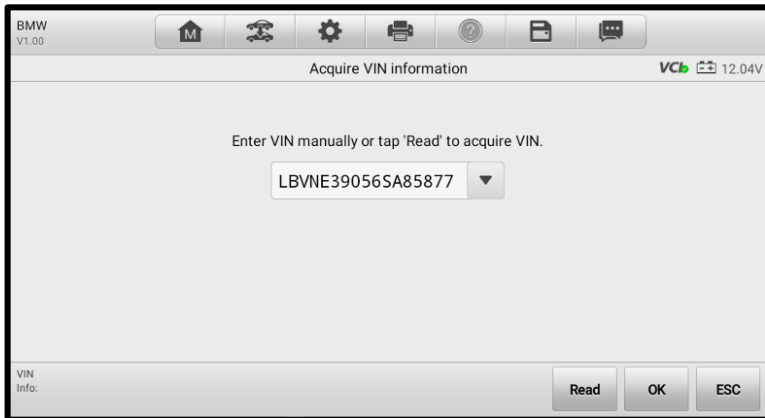 BMW
V1.00
M
?
Acquire VIN information
VCI
12.04V
Enter VIN manually or tap 'Read' to acquire VIN.
LBVNE39056SA85877
VIN
Info:
Read
OK
ESC